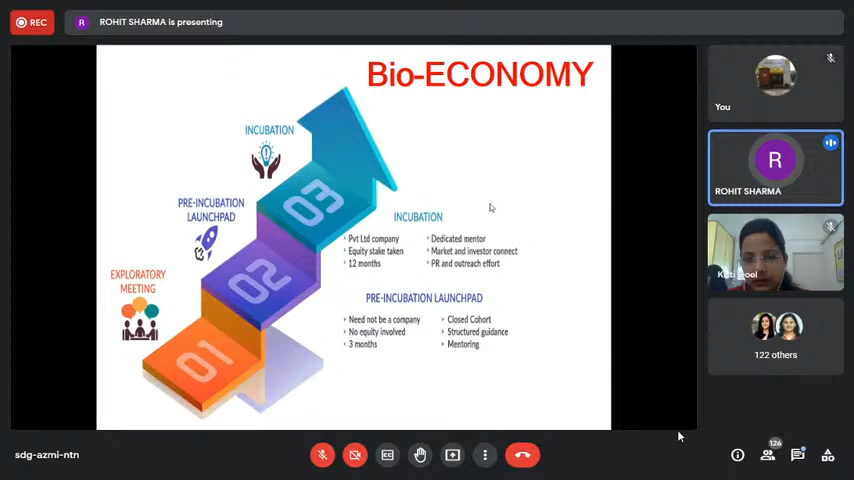 REC
R
ROHIT SHARMA is presenting
Bio-ECONOMY
INCUBATION
PRE-INCUBATION
LAUNCHPAD
EXPLORATORY
MEETING
03
02
01
INCUBATION
Pvt Ltd company
Equity stake taken
12 months
Dedicated mentor
Market and investor connect
PR and outreach effort
PRE-INCUBATION LAUNCHPAD
Need not be a company
No equity involved
3 months
Closed Cohort
Structured guidance
Mentoring
You
R
ROHIT SHARMA
122 others
sdg-azmi-ntn
CC
126